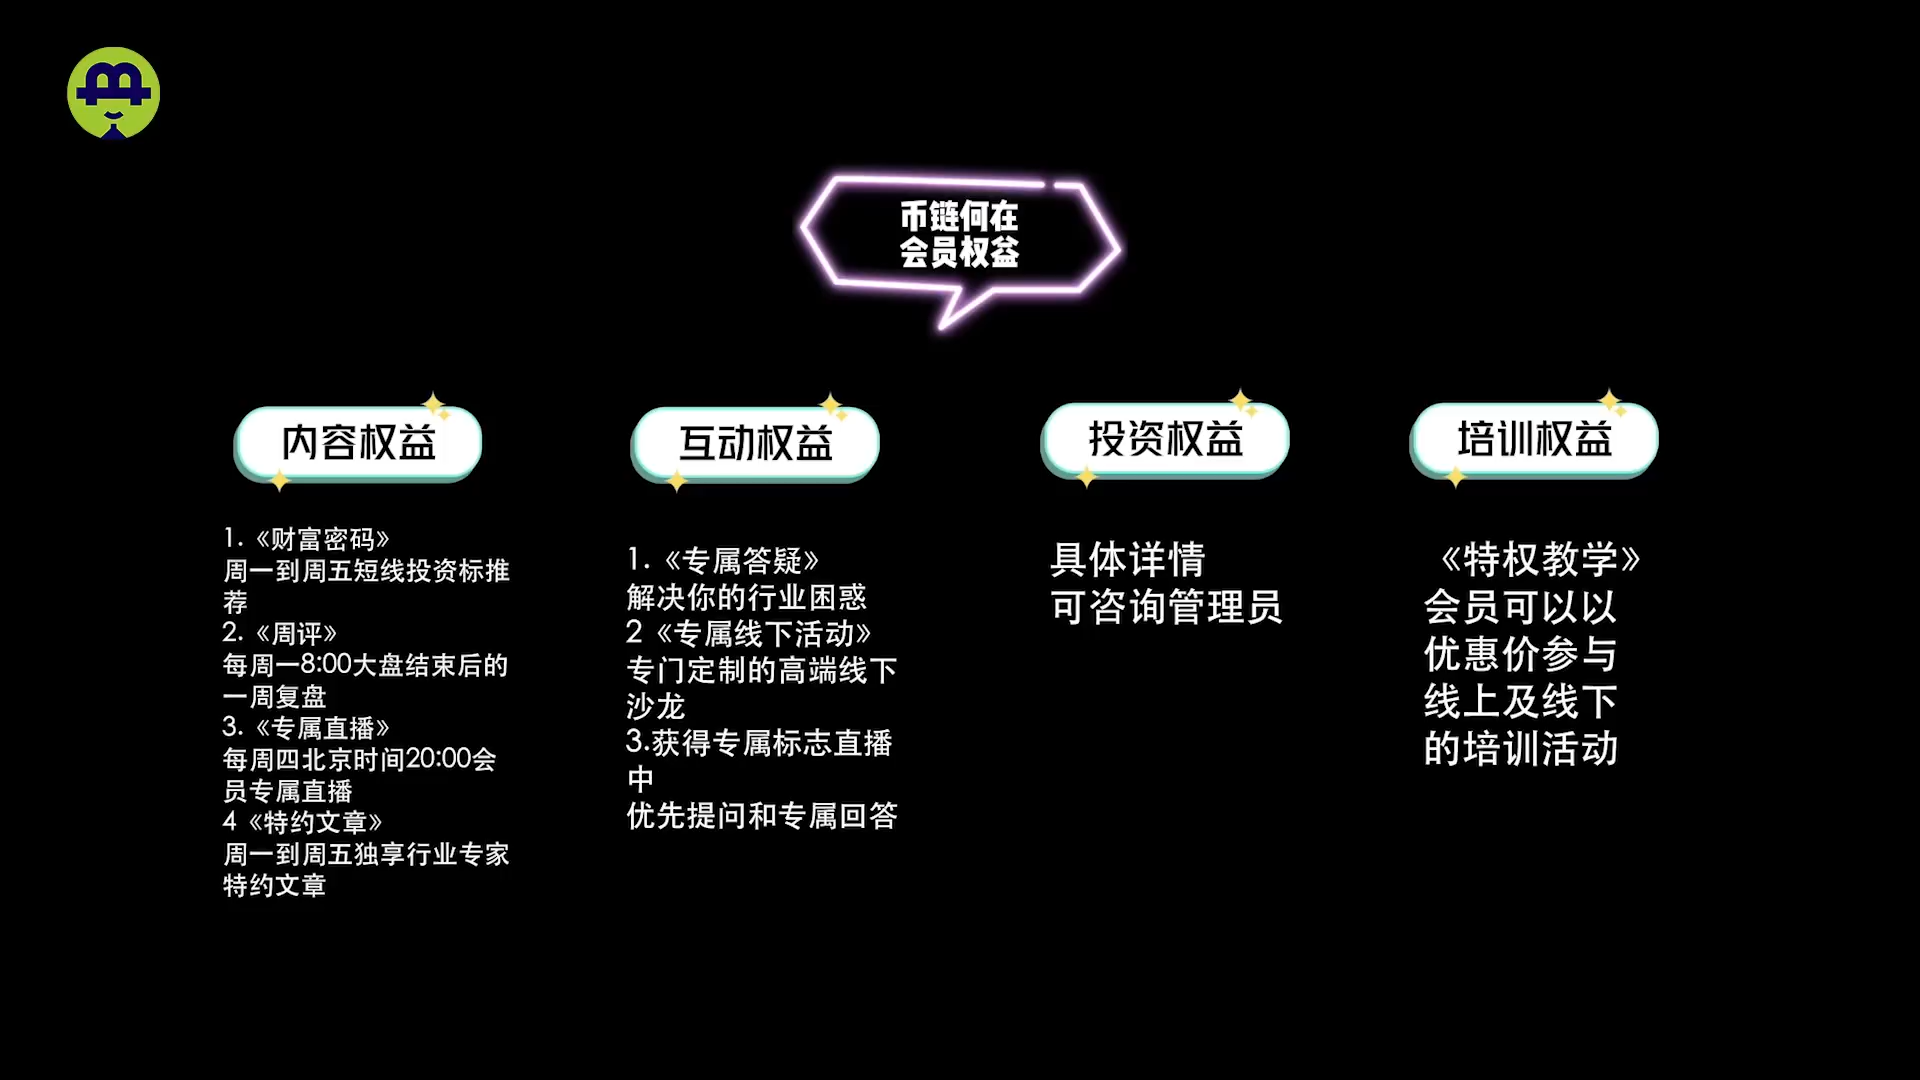 币链何在
会员权益
内容权益
1.《财富密码》
周一到周五短线投资标推
荐
2.《周评》
每周一8:00大盘结束后的
一周复盘
3.《专属直播》
每周四北京时间20:00会
员专属直播
4《特约文章》
周一到周五独享行业专家
特约文章
互动权益
1.《专属答疑》
解决你的行业困惑
2《专属线下活动》
专门定制的高端线下
沙龙
3.获得专属标志直播
中
优先提问和专属回答
投资权益
具体详情
可咨询管理员
培训权益
《特权教学》
会员可以以
优惠价参与
线上及线下
的培训活动